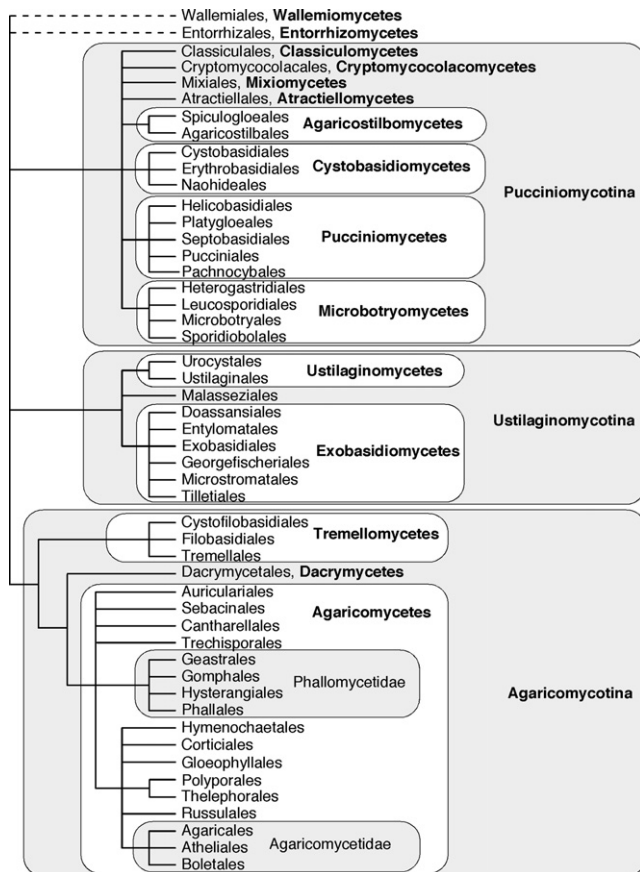 Wallemiales, Wallemiomycetes
Entorrhizales, Entorrhizomycetes
Classiculales, Classiculomycetes
Cryptomycocolacales, Cryptomycocolacomycetes
Mixiales, Mixiomycetes
Atractiellales, Atractiellomycetes
Spiculogloeales
Agaricostilbales
Agaricostilbomycetes
Cystobasidiales
Erythrobasidiales
Naohideales
Cystobasidiomycetes
Pucciniomycotina
Helicobasidiales
Platygloeales
Septobasidiales
Pucciniales
Pachnocybales
Pucciniomycetes
Heterogastridiales
Leucosporidiales
Microbotryales
Sporidiobolales
Microbotryomycetes
Urocystales
Ustilaginales
Ustilaginomycetes
Malasseziales
Ustilaginomycotina
Doassansiales
Entylomatales
Exobasidiales
Georgefischeriales
Microstromatales
Tilletiales
Exobasidiomycetes
Cystofilobasidiales
Filobasidiales
Tremellales
Tremellomycetes
Dacrymycetales, Dacrymycetes
Auriculariales
Sebacinales
Cantharellales
Trechisporales
Agaricomycetes
Geastrales
Gomphales
Hysterangiales
Phallales
Phallomycetidae
Agaricomycotina
Hymenochaetales
Corticiales
Gloeophyllales
Polyporales
Thelephorales
Russulales
Agaricales
Atheliales
Boletales
Agaricomycetidae